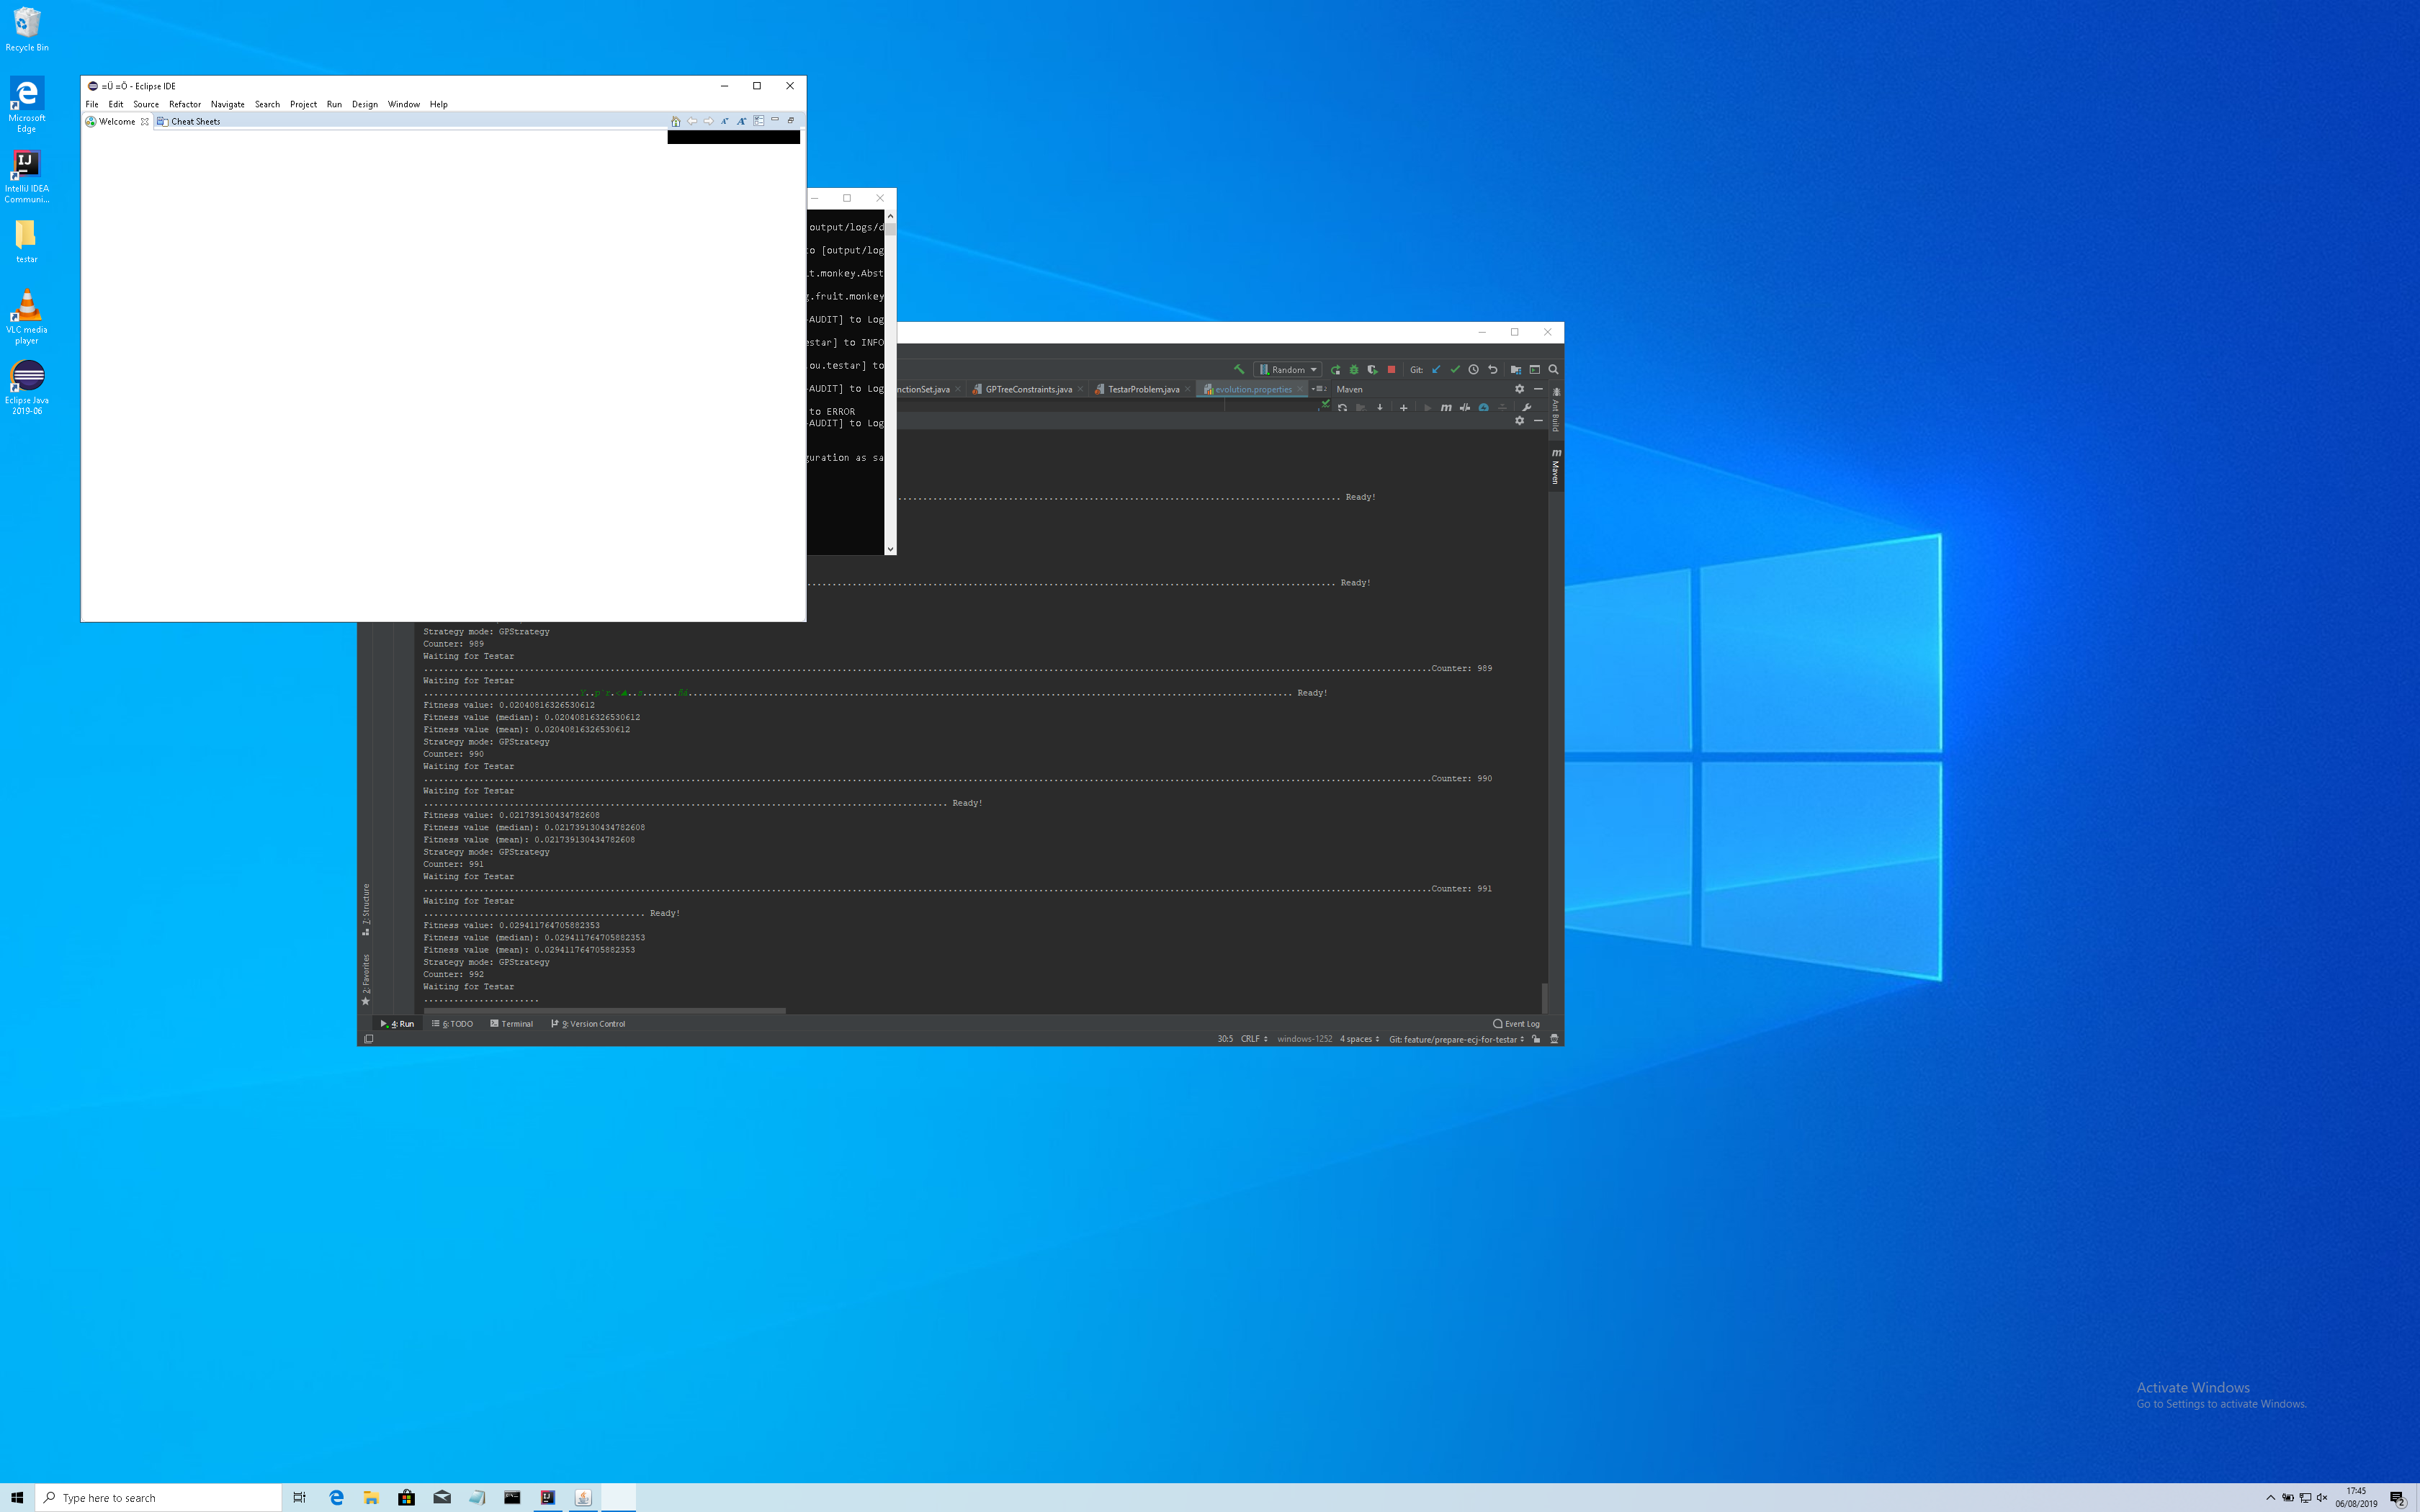 Recycle Bin
Microsoft
Edge
IntelliJ IDEA
Communi...
testar
VLC media
player
Eclipse Java
2019-06
=Ü =Ö - Eclipse IDE
File Edit Source Refactor Navigate Search Project Run Design Window Help
Welcome Cheat Sheets
output/logs/d
o [output/log
t.monkey.Abst
g.fruit.monkey
-AUDIT] to Log
estar] to INFO
ou.testar] to
-AUDIT] to Log
to ERROR
-AUDIT] to Log
guration as sa
Random Git:
nctionSet.java GPTreeConstraints.java TestarProblem.java evolution.properties Maven
Ant Build
Maven
Ready!
Ready!
Strategy mode: GPStrategy
Counter: 989
Waiting for Testar
Counter: 989
Waiting for Testar
Ready!
Fitness value: 0.02040816326530612
Fitness value (median): 0.02040816326530612
Fitness value (mean): 0.02040816326530612
Strategy mode: GPStrategy
Counter: 990
Waiting for Testar
Counter: 990
Waiting for Testar
Ready!
Fitness value: 0.021739130434782608
Fitness value (median): 0.021739130434782608
Fitness value (mean): 0.021739130434782608
Strategy mode: GPStrategy
Counter: 991
Waiting for Testar
Counter: 991
Waiting for Testar
Ready!
Fitness value: 0.029411764705882353
Fitness value (median): 0.029411764705882353
Fitness value (mean): 0.029411764705882353
Strategy mode: GPStrategy
Counter: 992
Waiting for Testar
.......................
7: Structure
2: Favorites
4: Run 6: TODO Terminal 9: Version Control Event Log
30:5 CRLF windows-1252 4 spaces Git: feature/prepare-ecj-for-testar
Activate Windows
Go to Settings to activate Windows.
Type here to search
17:45
06/08/2019
2